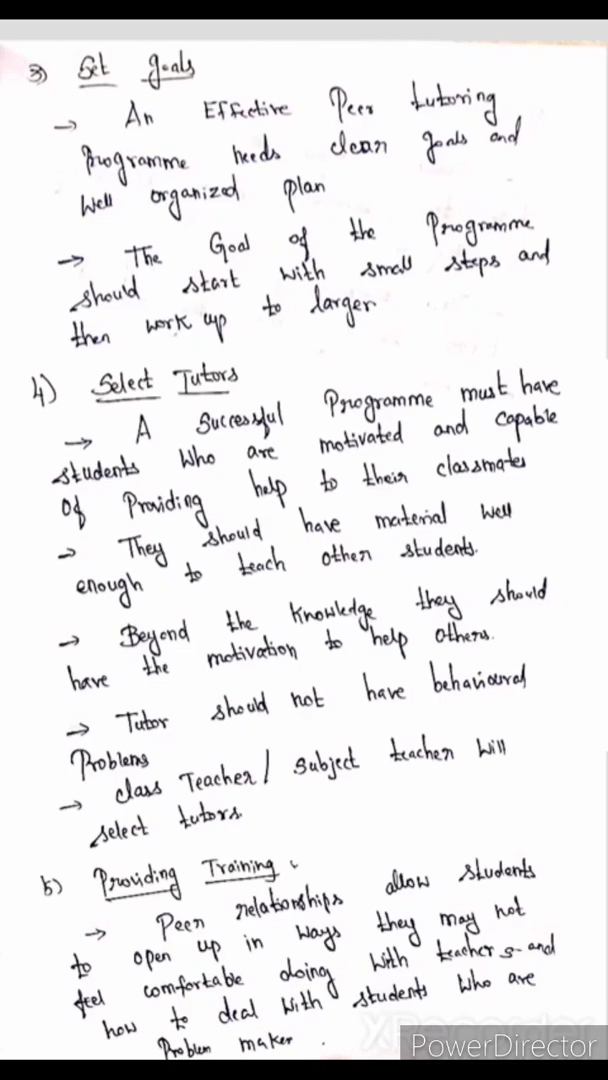 3) Set goals
→ An Effective Peer tutoring
Programme needs clear goals and
Well organized plan
→ The Goal of the Programme
should start with small steps and
then work up to larger
4) Select Tutors
→ A Successful Programme must have
students who are motivated and capable
Of Providing help to their classmates
→ They should have material well
enough to teach other students.
→ Beyond the Knowledge they should
have the motivation to help others.
→ Tutor should not have behavioural
Problems
→ class Teacher/ subject teacher will
select tutors.
5) Providing Training.
→ Peer relationships allow students
to open up in ways they may not
feel comfortable doing with teachers and
how to deal with students who are
Problem maker.
XRecorder
PowerDirector